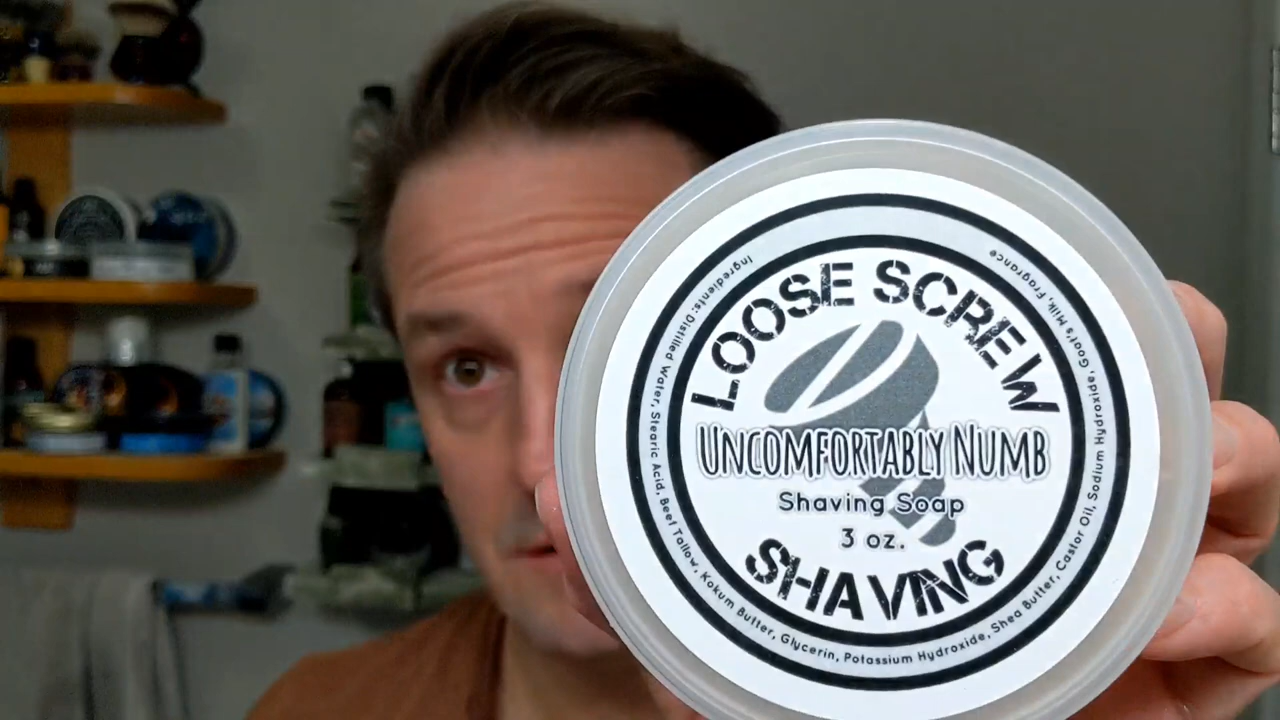 LOOSE SCREW
UNCOMFORTABLY NUMB
Shaving Soap
3 oz.
SHAVING
Ingredients: Distilled Water, Stearic Acid, Beef Tallow, Kokum Butter, Glycerin, Potassium Hydroxide, Shea Butter, Castor Oil, Sodium Hydroxide, Goat's Milk, Fragrance